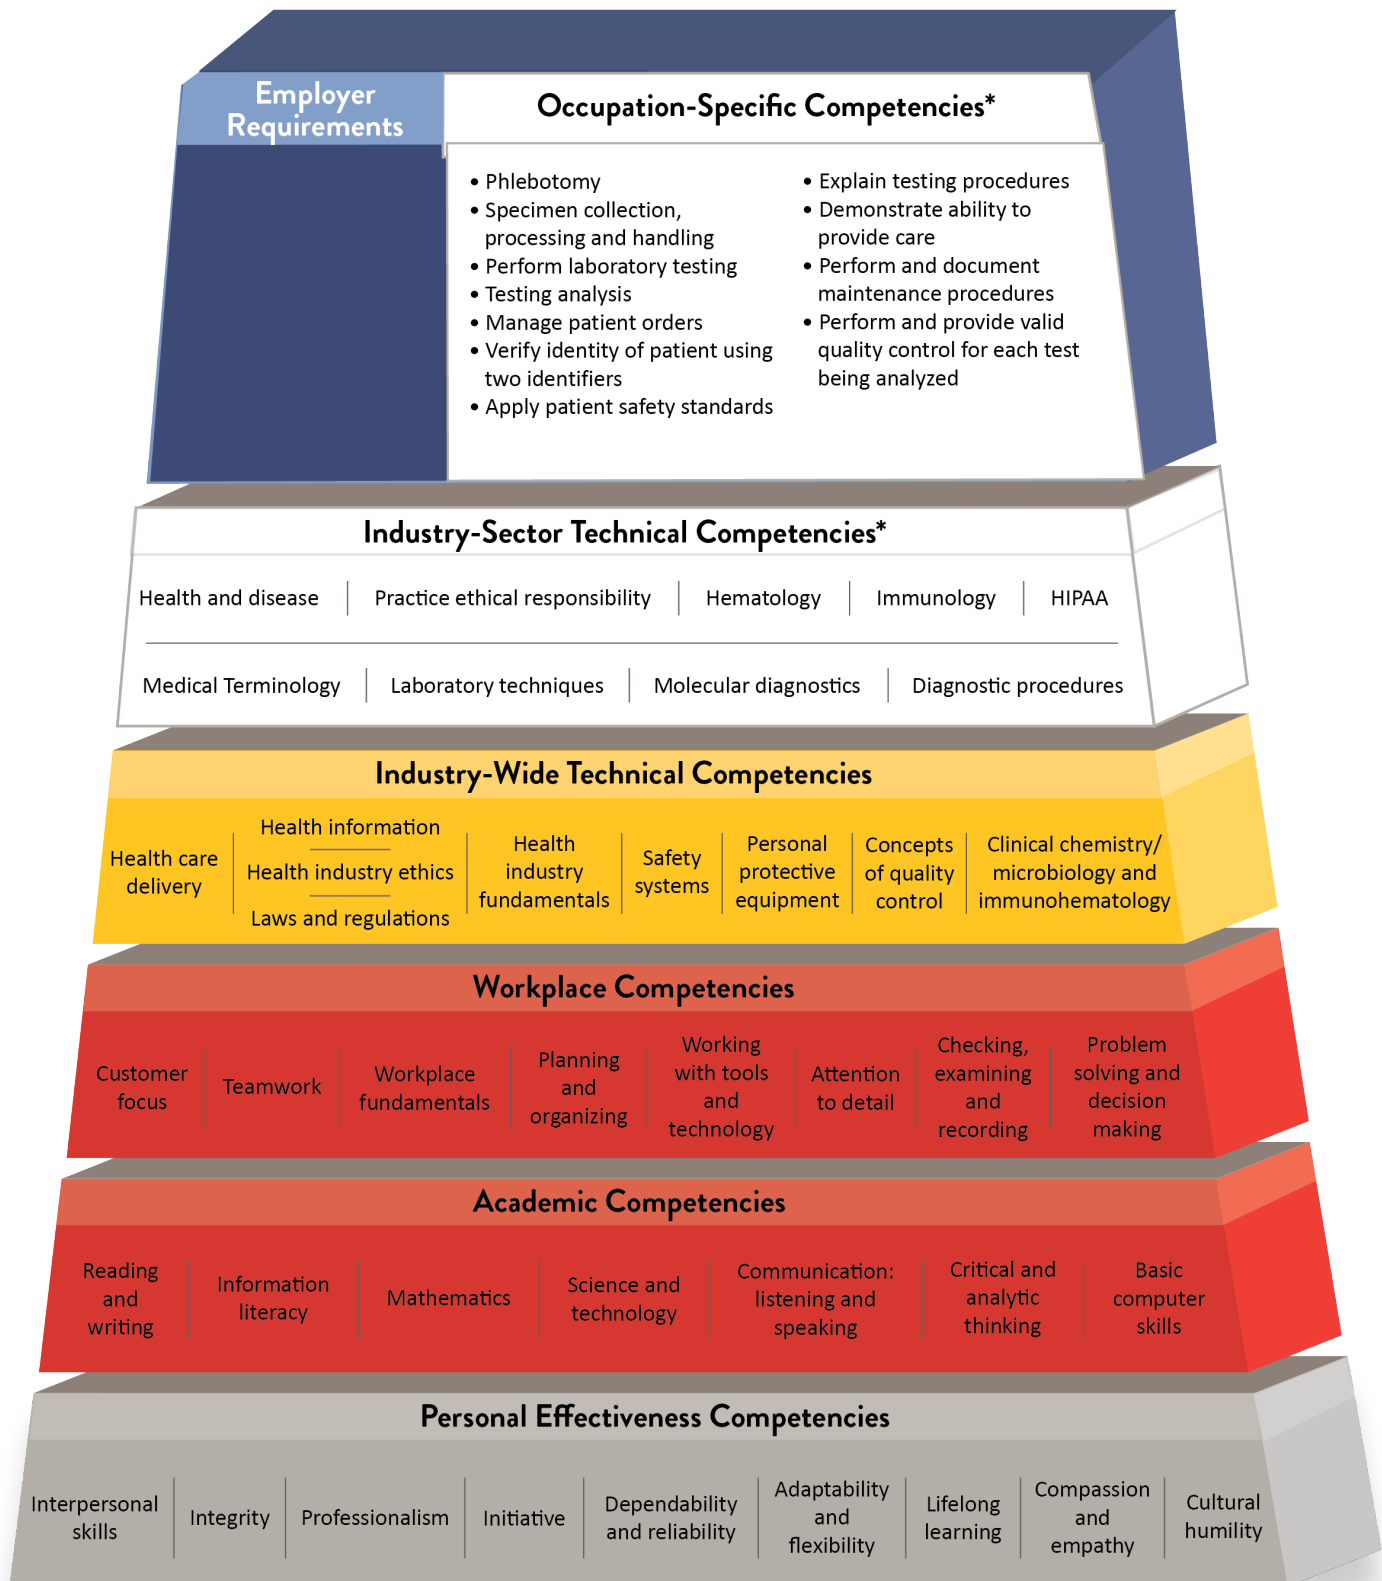 Employer
Requirements
Occupation-Specific Competencies*
• Phlebotomy
• Specimen collection,
processing and handling
• Perform laboratory testing
• Testing analysis
• Manage patient orders
• Verify identity of patient using
two identifiers
• Apply patient safety standards
• Explain testing procedures
• Demonstrate ability to
provide care
• Perform and document
maintenance procedures
• Perform and provide valid
quality control for each test
being analyzed
Industry-Sector Technical Competencies*
Health and disease
Practice ethical responsibility
Hematology
Immunology
HIPAA
Medical Terminology
Laboratory techniques
Molecular diagnostics
Diagnostic procedures
Industry-Wide Technical Competencies
Health care
delivery
Health information
Health industry ethics
Laws and regulations
Health
industry
fundamentals
Safety
systems
Personal
protective
equipment
Concepts
of quality
control
Clinical chemistry/
microbiology and
immunohematology
Workplace Competencies
Customer
focus
Teamwork
Workplace
fundamentals
Planning
and
organizing
Working
with tools
and
technology
Attention
to detail
Checking,
examining
and
recording
Problem
solving and
decision
making
Academic Competencies
Reading
and
writing
Information
literacy
Mathematics
Science and
technology
Communication:
listening and
speaking
Critical and
analytic
thinking
Basic
computer
skills
Personal Effectiveness Competencies
Interpersonal
skills
Integrity
Professionalism
Initiative
Dependability
and reliability
Adaptability
and
flexibility
Lifelong
learning
Compassion
and
empathy
Cultural
humility